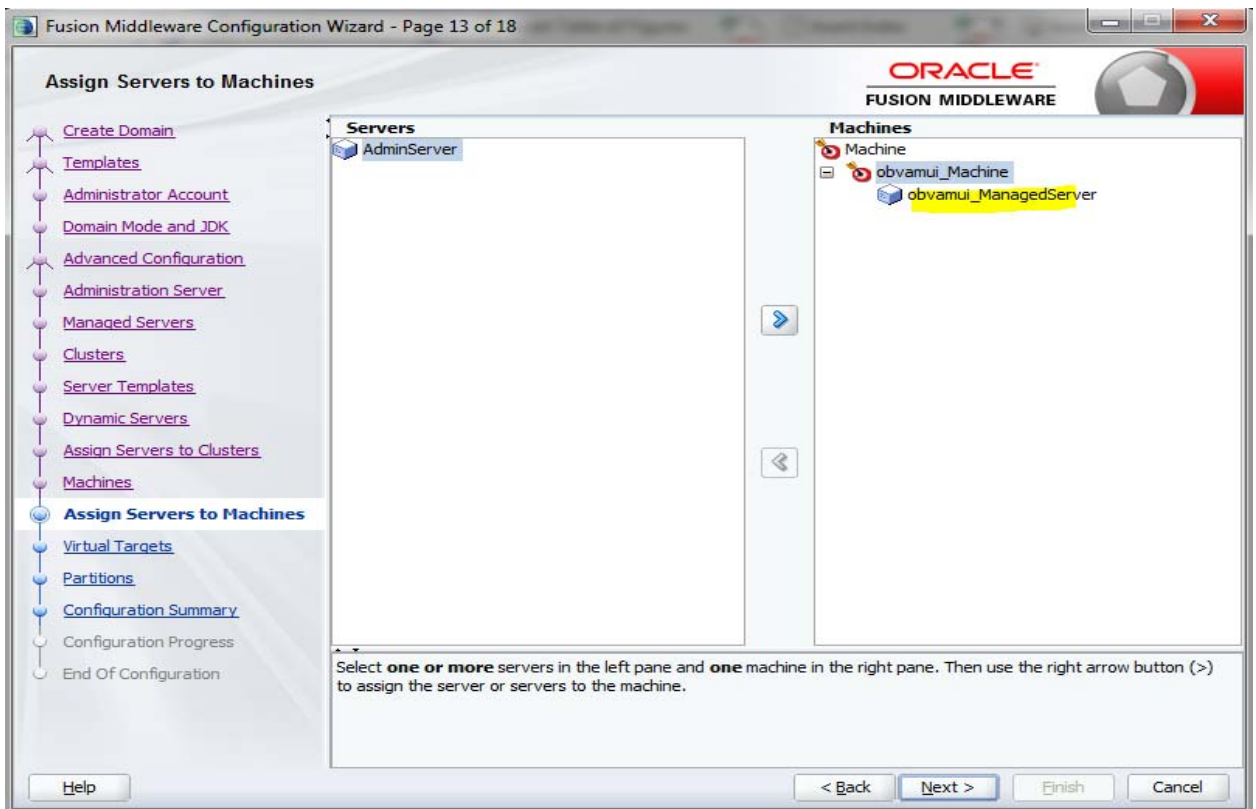 Fusion Middleware Configuration Wizard - Page 13 of 18
Assign Servers to Machines
ORACLE
FUSION MIDDLEWARE
Create Domain
Templates
Administrator Account
Domain Mode and JDK
Advanced Configuration
Administration Server
Managed Servers
Clusters
Server Templates
Dynamic Servers
Assign Servers to Clusters
Machines
Assign Servers to Machines
Virtual Targets
Partitions
Configuration Summary
Configuration Progress
End Of Configuration
Servers
AdminServer
Machines
Machine
obvamui_Machine
obvamui_ManagedServer
Select one or more servers in the left pane and one machine in the right pane. Then use the right arrow button (>)
to assign the server or servers to the machine.
Help
< Back
Next >
Finish
Cancel